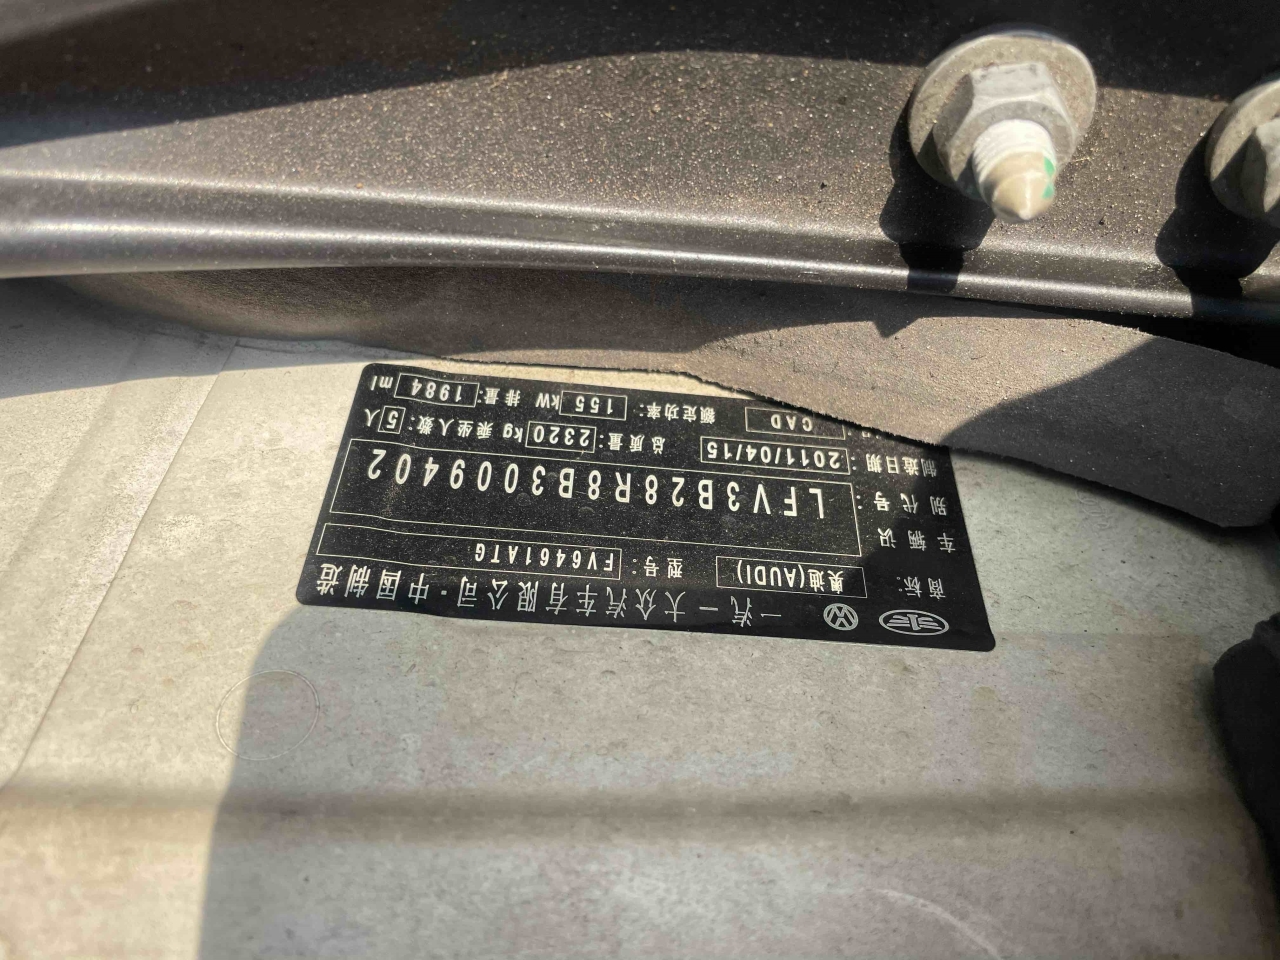 一汽一大众汽车有限公司·中国制造
商标: 奥迪(AUDI) 型号: FV6461ATG
车辆识
别代号: LFV3B28R8B3009402
制造日期: 2011/04/15 总质量: 2320 kg 乘坐人数: 5 人
CAD 额定功率: 155 kW 排量: 1984 ml